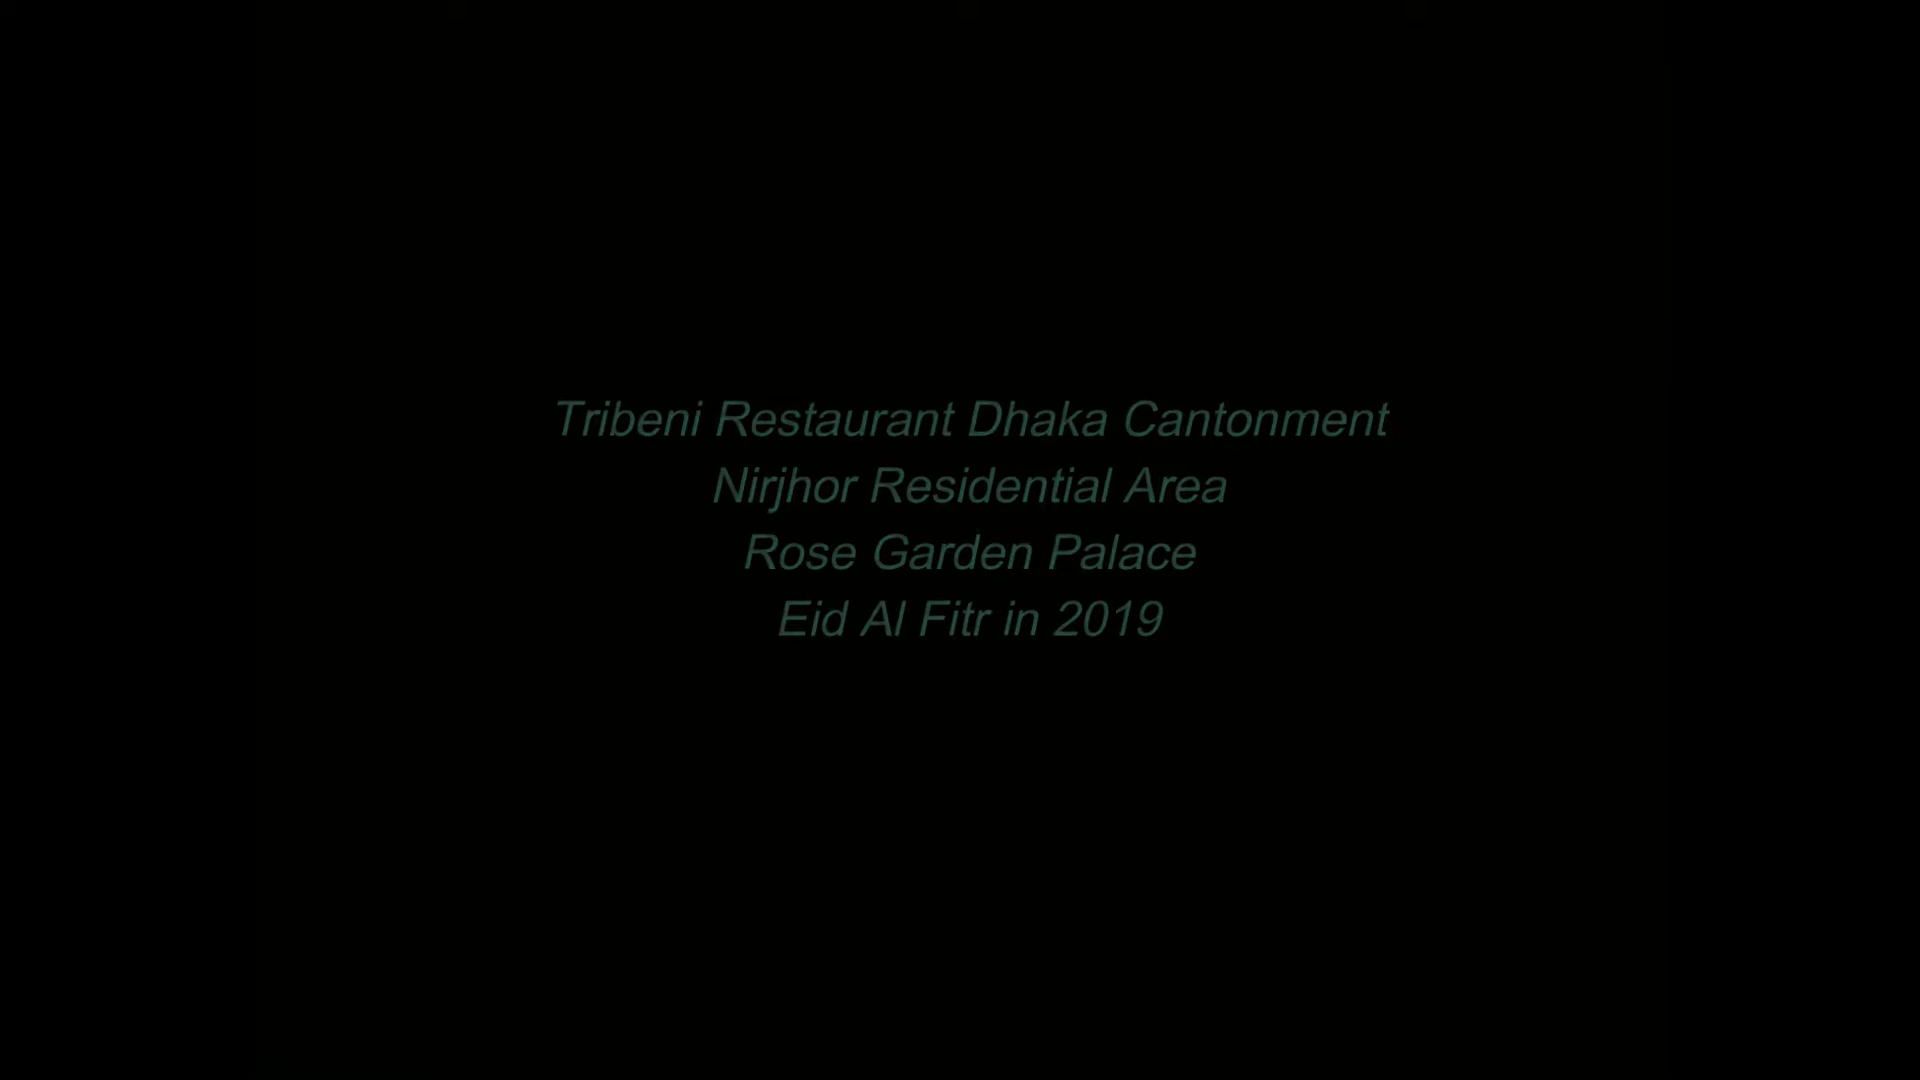 Tribeni Restaurant Dhaka Cantonment
Nirjhor Residential Area
Rose Garden Palace
Eid Al Fitr in 2019